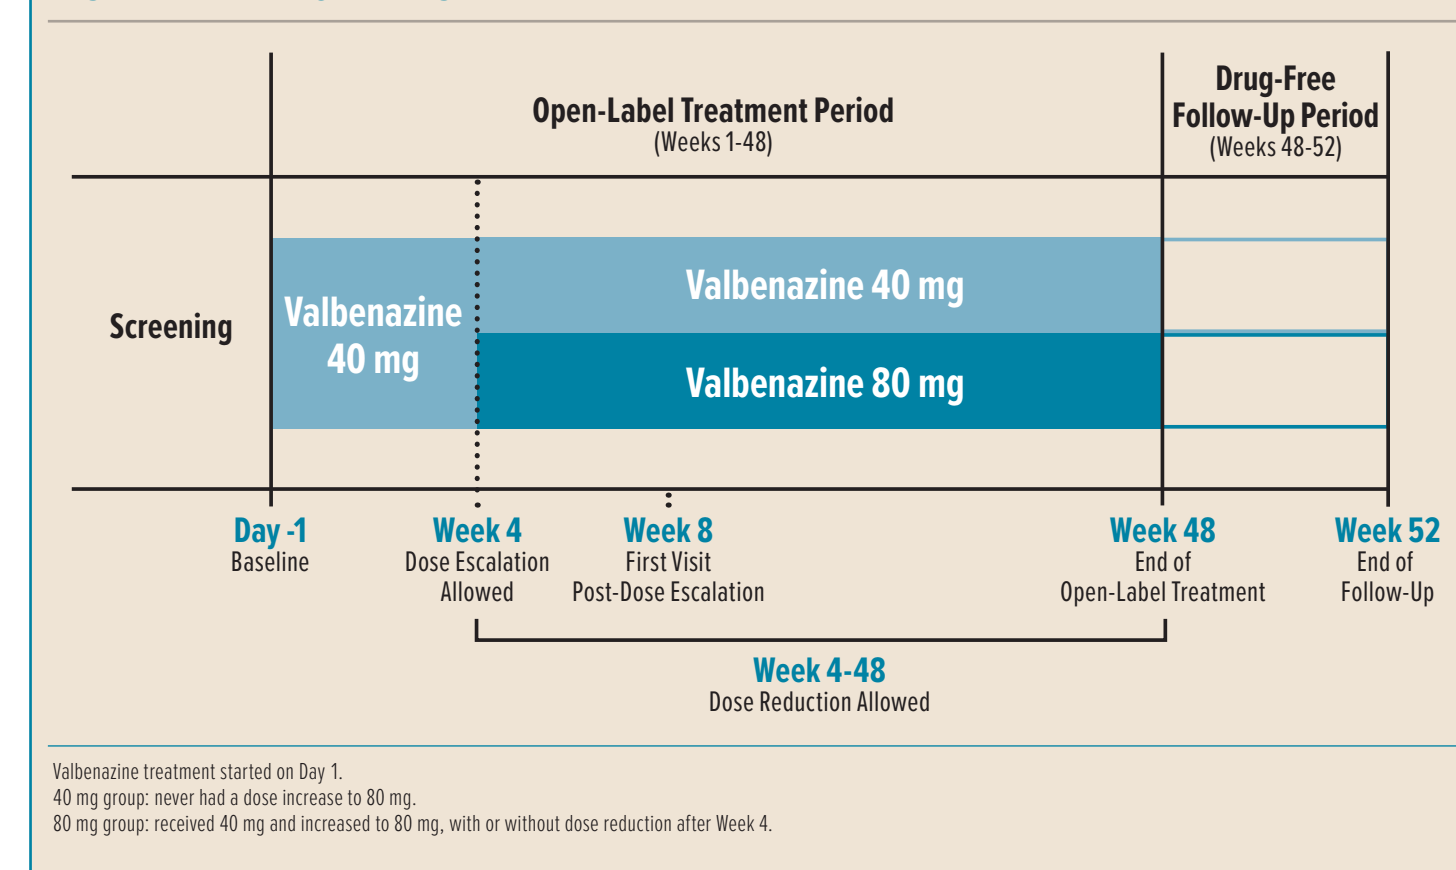 Open-Label Treatment Period
(Weeks 1-48)
Drug-Free
Follow-Up Period
(Weeks 48-52)
Screening
Valbenazine
40 mg
Valbenazine 40 mg
Valbenazine 80 mg
Day -1
Baseline
Week 4
Dose Escalation
Allowed
Week 8
First Visit
Post-Dose Escalation
Week 48
End of
Open-Label Treatment
Week 52
End of
Follow-Up
Week 4-48
Dose Reduction Allowed
Valbenazine treatment started on Day 1.
40 mg group: never had a dose increase to 80 mg.
80 mg group: received 40 mg and increased to 80 mg, with or without dose reduction after Week 4.